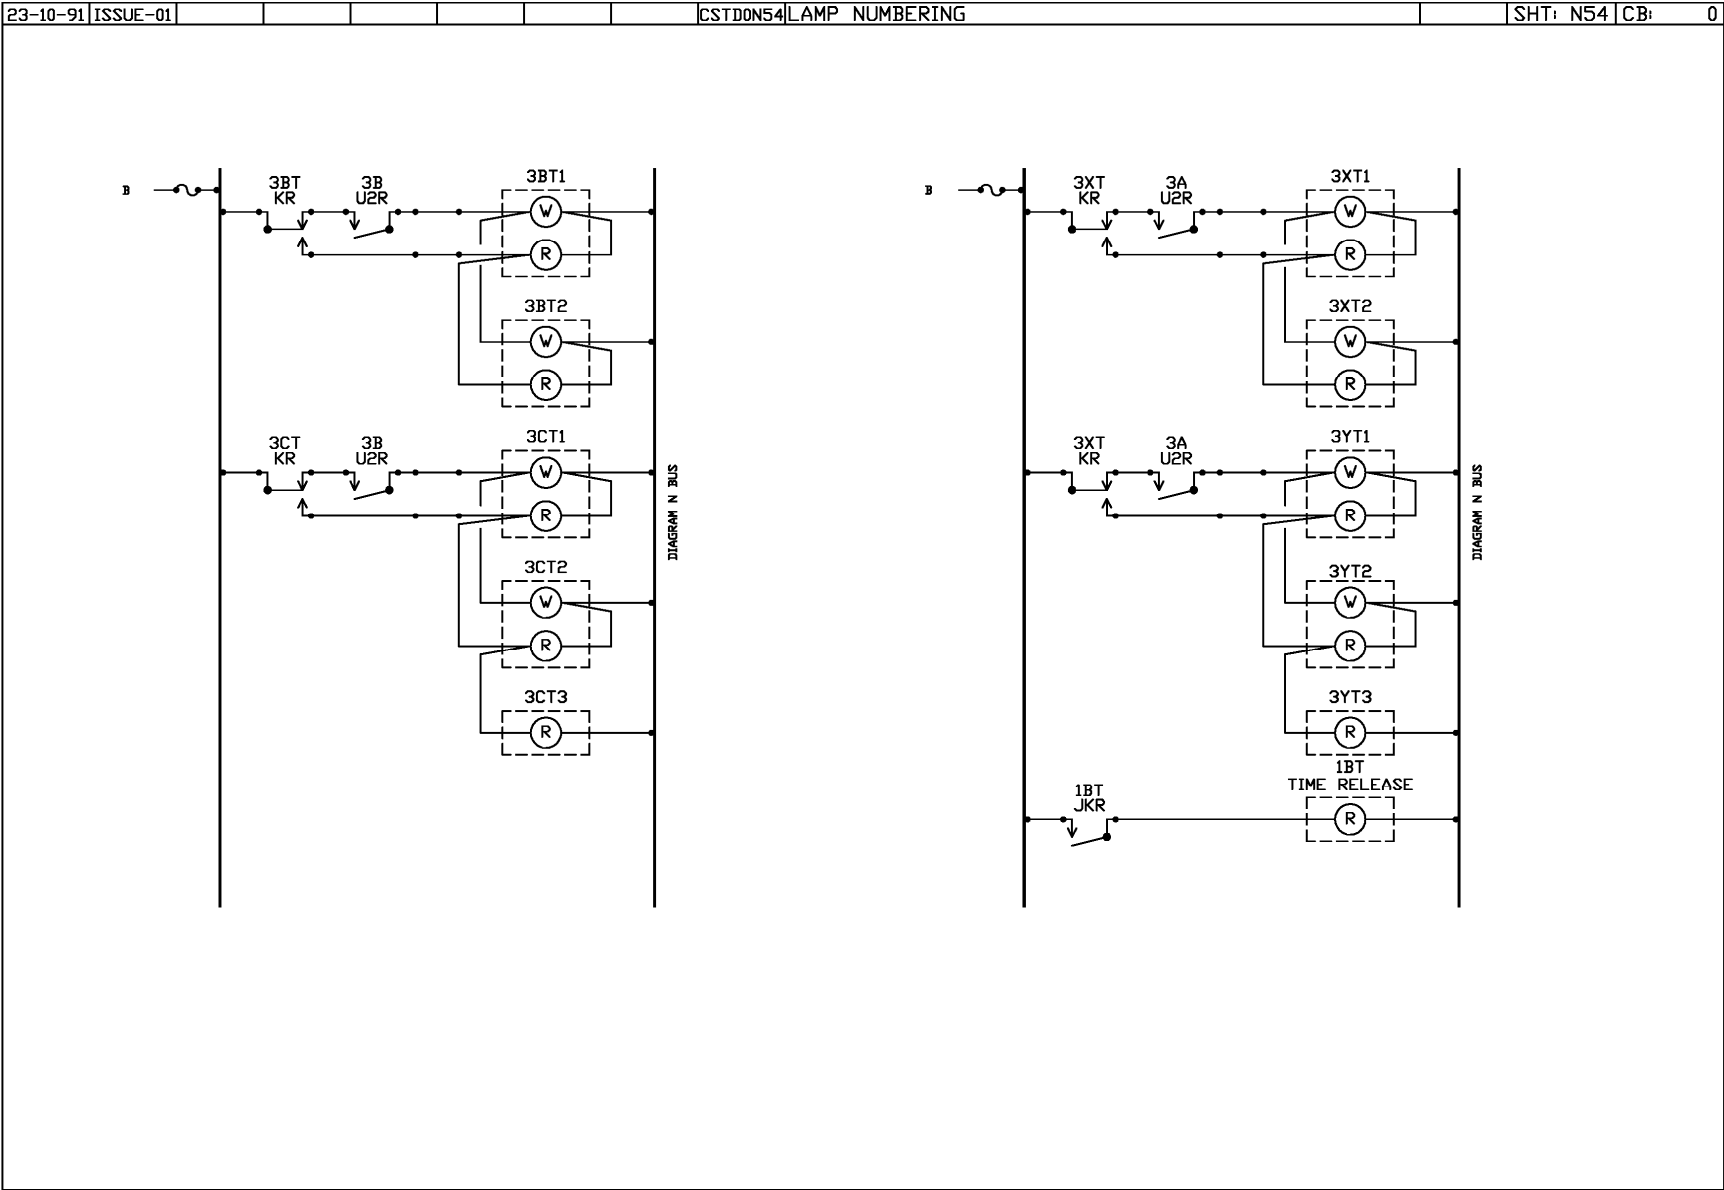 23-10-91 ISSUE-01 CSTDON54 LAMP NUMBERING SHT: N54 CB: 0
B
3BT
KR
3B
U2R
3BT1
W
R
3BT2
W
R
3CT
KR
3B
U2R
3CT1
W
R
3CT2
W
R
3CT3
R
DIAGRAM N BUS
B
3XT
KR
3A
U2R
3XT1
W
R
3XT2
W
R
3XT
KR
3A
U2R
3YT1
W
R
3YT2
W
R
3YT3
R
1BT
JKR
1BT
TIME RELEASE
R
DIAGRAM N BUS